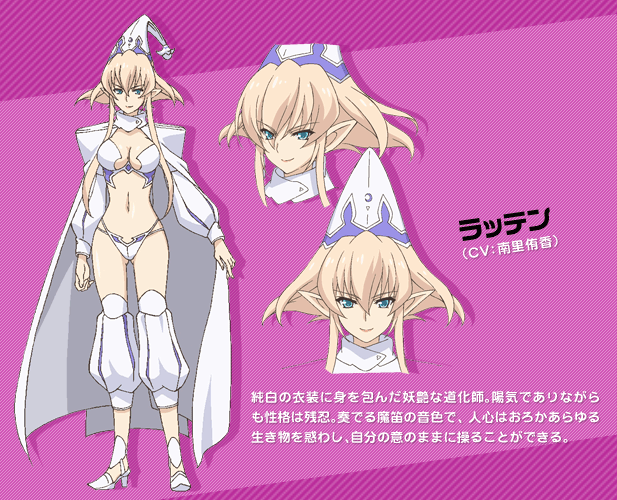 ラッテン
（CV：南里侑香）
純白の衣装に身を包んだ妖艶な道化師。陽気でありながら
も性格は残忍。奏でる魔笛の音色で、人心はおろかあらゆる
生き物を惑わし、自分の意のままに操ることができる。